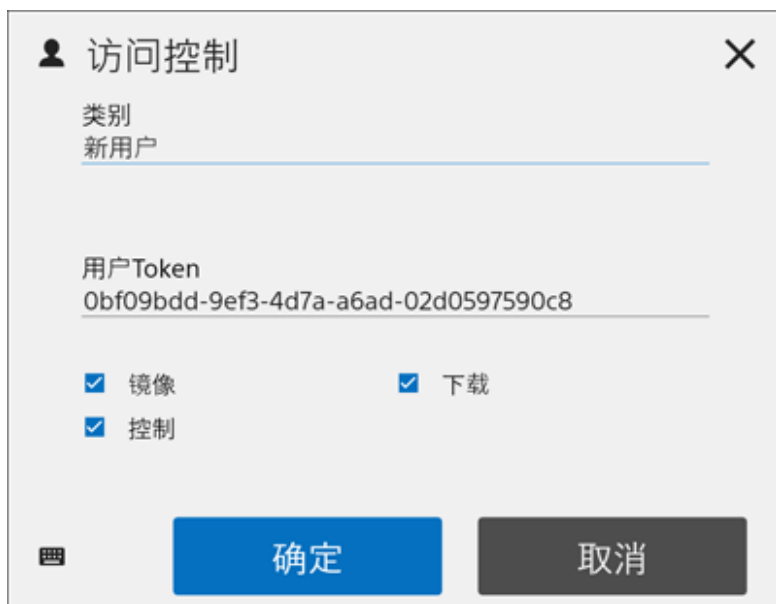 访问控制
类别
新用户
用户Token
0bf09bdd-9ef3-4d7a-a6ad-02d0597590c8
镜像 下载
控制
确定 取消